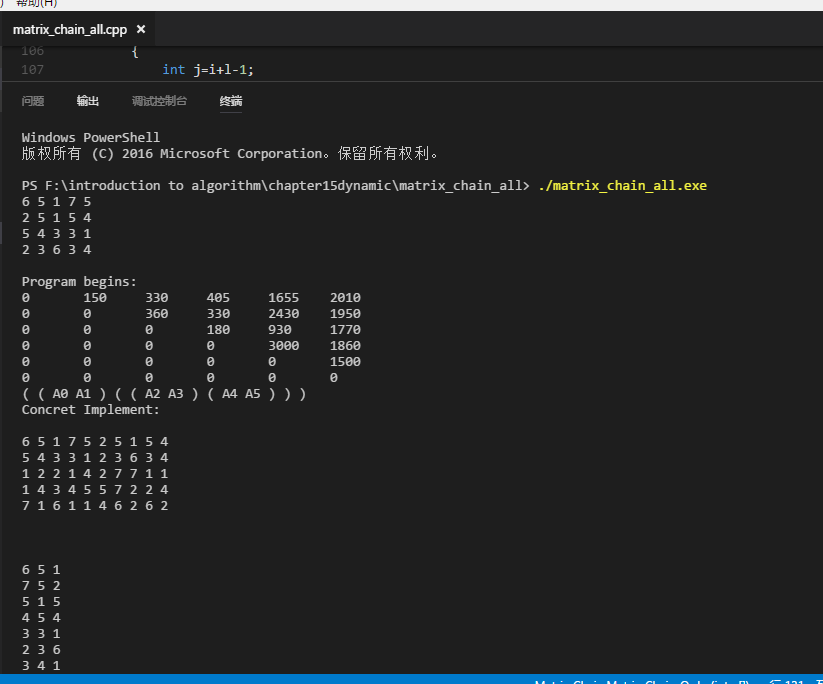 帮助(H)
matrix_chain_all.cpp ×
106 {
107 int j=i+l-1;
问题 输出 调试控制台 终端
Windows PowerShell
版权所有 (C) 2016 Microsoft Corporation。保留所有权利。
PS F:\introduction to algorithm\chapter15dynamic\matrix_chain_all> ./matrix_chain_all.exe
6 5 1 7 5
2 5 1 5 4
5 4 3 3 1
2 3 6 3 4
Program begins:
0 150 330 405 1655 2010
0 0 360 330 2430 1950
0 0 0 180 930 1770
0 0 0 0 3000 1860
0 0 0 0 0 1500
0 0 0 0 0 0
( ( A0 A1 ) ( ( A2 A3 ) ( A4 A5 ) ) )
Concret Implement:
6 5 1 7 5 2 5 1 5 4
5 4 3 3 1 2 3 6 3 4
1 2 2 1 4 2 7 7 1 1
1 4 3 4 5 5 7 2 2 4
7 1 6 1 1 4 6 2 6 2
6 5 1
7 5 2
5 1 5
4 5 4
3 3 1
2 3 6
3 4 1